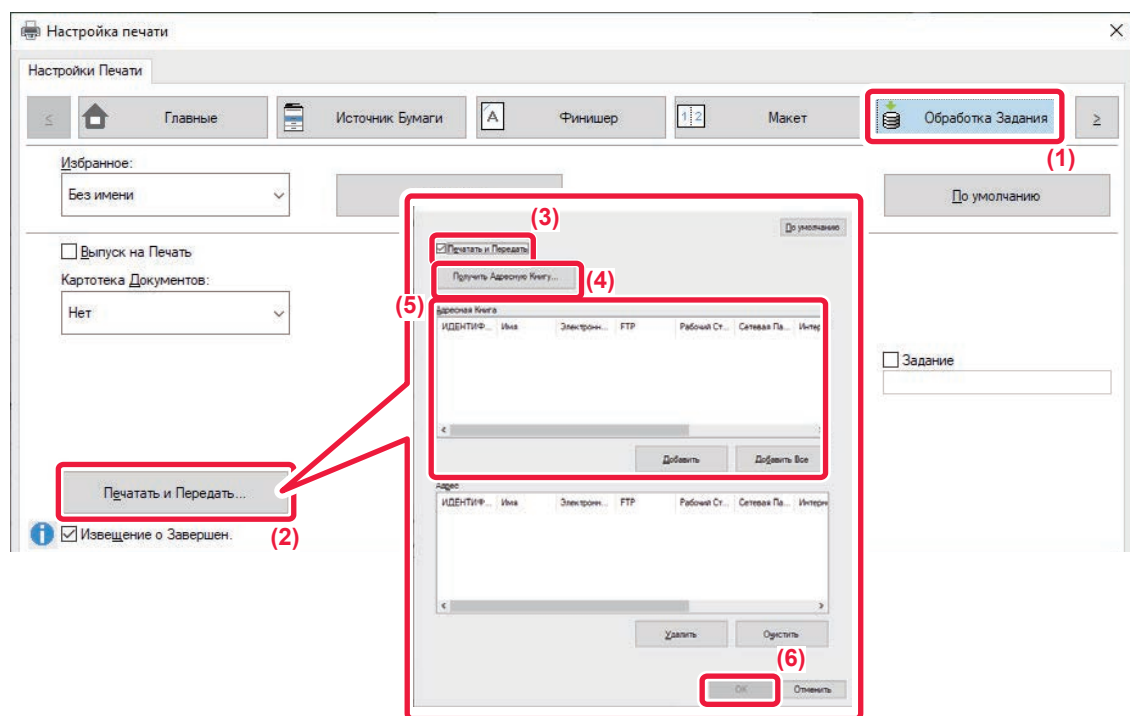 Настройка печати
Настройки Печати
≤ Главные Источник Бумаги A Финишер 1 2 Макет Обработка Задания ≥
(1)
Избранное:
Без имени По умолчанию
(3) По умолчанию
Выпуск на Печать Печатать и Передать
Картотека Документов: Получить Адресную Книгу... (4)
(5) Адресная Книга
Нет ИДЕНТИФ... Имя Электронн... FTP Рабочий Ст... Сетевая Па... Интер
Задание
Добавить Добавить Все
Адрес
Печатать и Передать... ИДЕНТИФ... Имя Электронн... FTP Рабочий Ст... Сетевая Па... Интерн
Извещение о Завершен. (2)
Удалить Очистить
(6)
OK Отменить